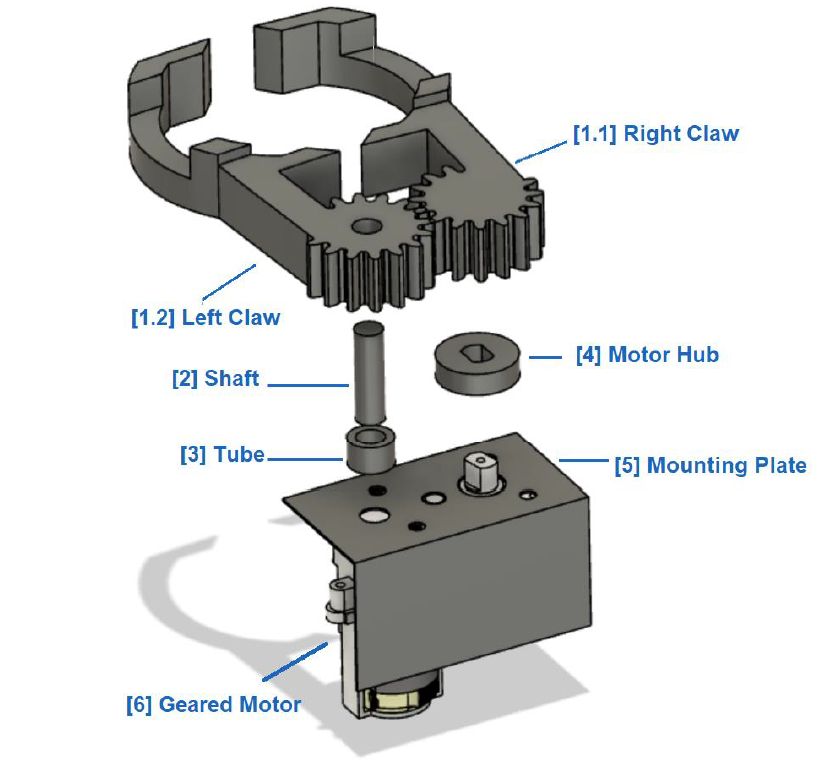 [1.1] Right Claw
[1.2] Left Claw
[4] Motor Hub
[2] Shaft
[3] Tube
[5] Mounting Plate
[6] Geared Motor